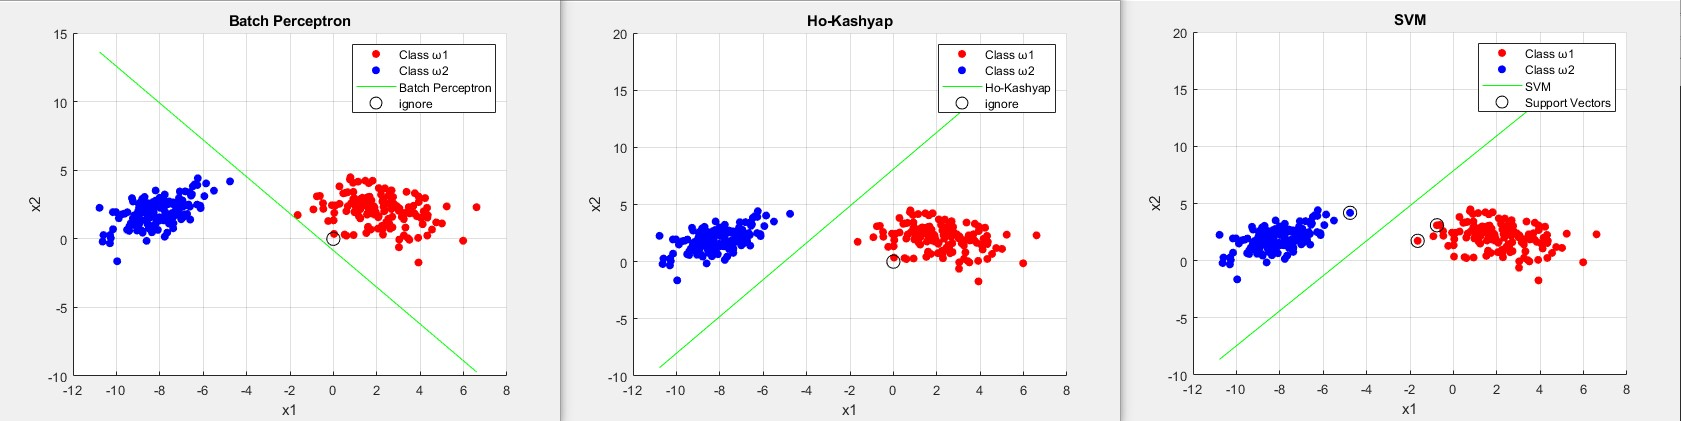 Batch Perceptron
15
10
5
0
-5
-10
-12 -10 -8 -6 -4 -2 0 2 4 6 8
x1
x2
Class ω1
Class ω2
Batch Perceptron
ignore
Ho-Kashyap
20
15
10
5
0
-5
-10
-12 -10 -8 -6 -4 -2 0 2 4 6 8
x1
x2
Class ω1
Class ω2
Ho-Kashyap
ignore
SVM
20
15
10
5
0
-5
-10
-12 -10 -8 -6 -4 -2 0 2 4 6 8
x1
x2
Class ω1
Class ω2
SVM
Support Vectors